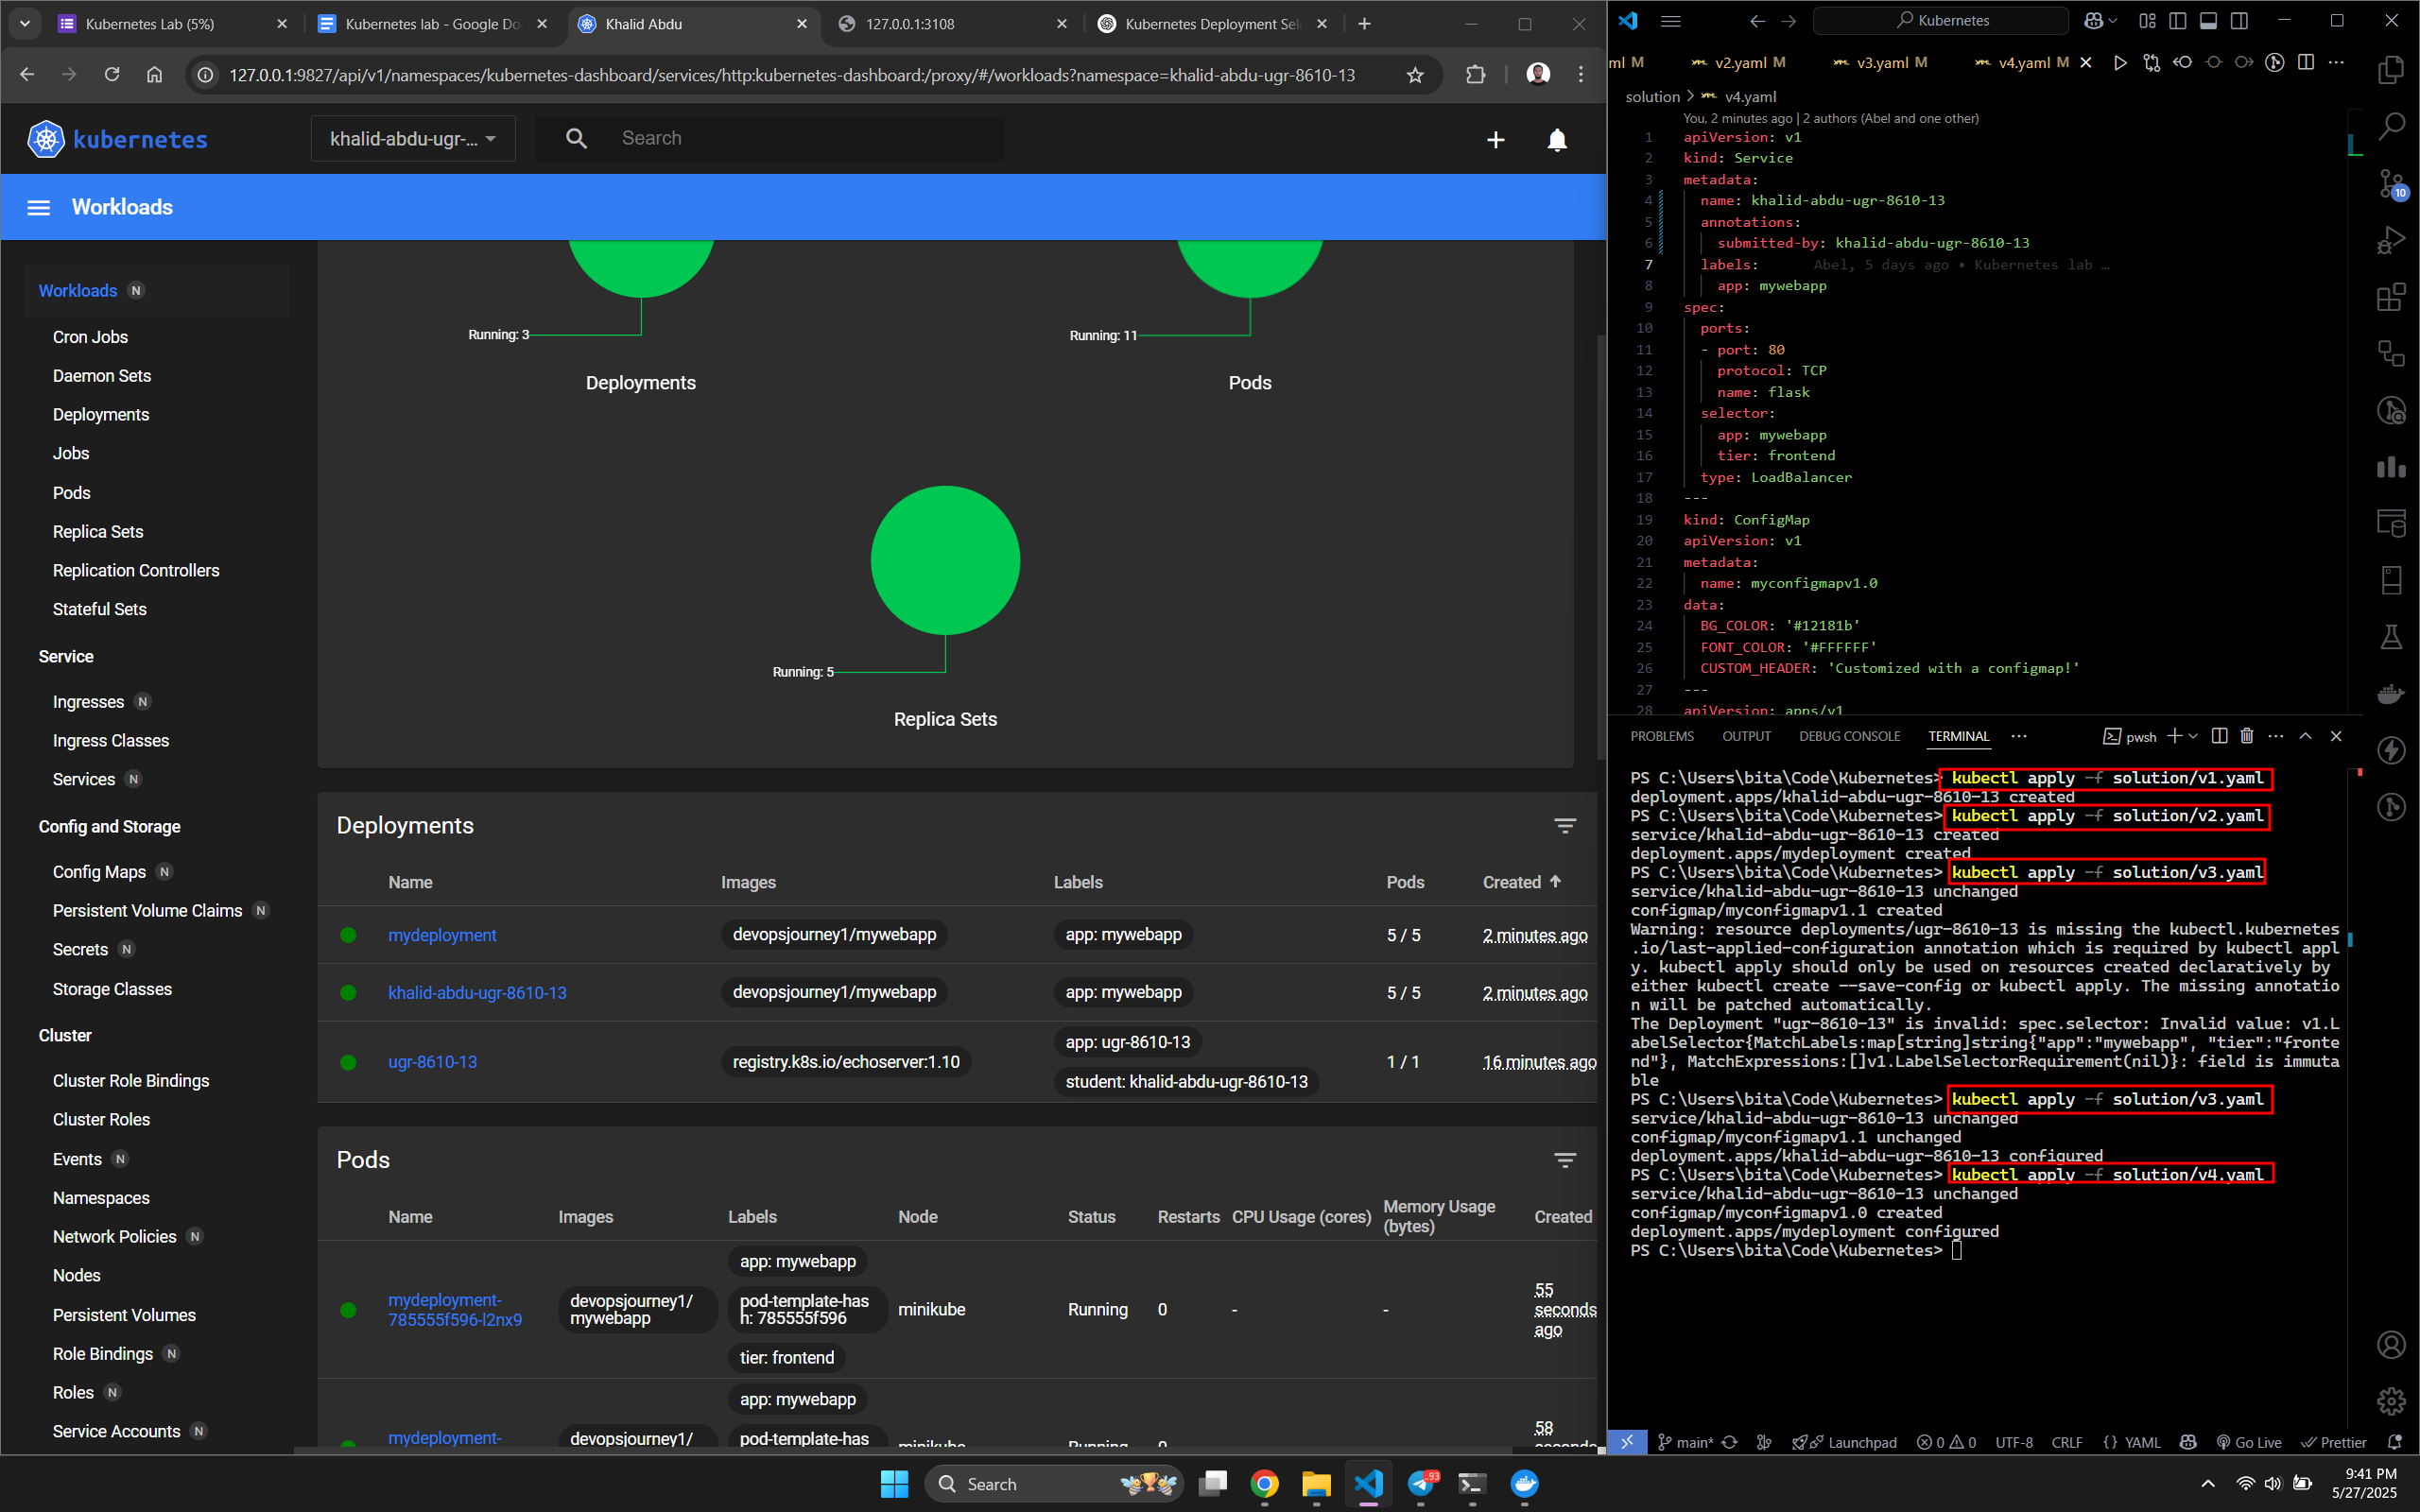 Kubernetes Lab (5%)
Kubernetes lab - Google Do
Khalid Abdu
127.0.0.1:3108
Kubernetes Deployment Sel
127.0.0.1:9827/api/v1/namespaces/kubernetes-dashboard/services/http:kubernetes-dashboard:/proxy/#/workloads?namespace=khalid-abdu-ugr-8610-13
kubernetes
khalid-abdu-ugr-...
Search
Workloads
Workloads N
Cron Jobs
Daemon Sets
Deployments
Jobs
Pods
Replica Sets
Replication Controllers
Stateful Sets
Service
Ingresses N
Ingress Classes
Services N
Config and Storage
Config Maps N
Persistent Volume Claims N
Secrets N
Storage Classes
Cluster
Cluster Role Bindings
Cluster Roles
Events N
Namespaces
Network Policies N
Nodes
Persistent Volumes
Role Bindings N
Roles N
Service Accounts N
Running: 3
Deployments
Running: 11
Pods
Running: 5
Replica Sets
Deployments
Name Images Labels Pods Created
mydeployment devopsjourney1/mywebapp app: mywebapp 5 / 5 2 minutes ago
khalid-abdu-ugr-8610-13 devopsjourney1/mywebapp app: mywebapp 5 / 5 2 minutes ago
ugr-8610-13 registry.k8s.io/echoserver:1.10 app: ugr-8610-13 1 / 1 16 minutes ago
student: khalid-abdu-ugr-8610-13
Pods
Name Images Labels Node Status Restarts CPU Usage (cores) Memory Usage (bytes) Created
app: mywebapp
mydeployment-785555f596-l2nx9 devopsjourney1/mywebapp pod-template-hash: 785555f596 minikube Running 0 - - 55 seconds ago
tier: frontend
app: mywebapp
mydeployment- devopsjourney1/ pod-template-has minikube Running 0 58 seconds
Kubernetes
ml M
v2.yaml M
v3.yaml M
v4.yaml M
solution > v4.yaml
You, 2 minutes ago | 2 authors (Abel and one other)
1 apiVersion: v1
2 kind: Service
3 metadata:
4 name: khalid-abdu-ugr-8610-13
5 annotations:
6 submitted-by: khalid-abdu-ugr-8610-13
7 labels: Abel, 5 days ago • Kubernetes lab …
8 app: mywebapp
9 spec:
10 ports:
11 - port: 80
12 protocol: TCP
13 name: flask
14 selector:
15 app: mywebapp
16 tier: frontend
17 type: LoadBalancer
18 ---
19 kind: ConfigMap
20 apiVersion: v1
21 metadata:
22 name: myconfigmapv1.0
23 data:
24 BG_COLOR: '#12181b'
25 FONT_COLOR: '#FFFFFF'
26 CUSTOM_HEADER: 'Customized with a configmap!'
27 ---
28 apiVersion: apps/v1
10
PROBLEMS OUTPUT DEBUG CONSOLE TERMINAL ··· pwsh
PS C:\Users\bita\Code\Kubernetes> kubectl apply -f solution/v1.yaml
deployment.apps/khalid-abdu-ugr-8610-13 created
PS C:\Users\bita\Code\Kubernetes> kubectl apply -f solution/v2.yaml
service/khalid-abdu-ugr-8610-13 created
deployment.apps/mydeployment created
PS C:\Users\bita\Code\Kubernetes> kubectl apply -f solution/v3.yaml
service/khalid-abdu-ugr-8610-13 unchanged
configmap/myconfigmapv1.1 created
Warning: resource deployments/ugr-8610-13 is missing the kubectl.kubernetes
.io/last-applied-configuration annotation which is required by kubectl appl
y. kubectl apply should only be used on resources created declaratively by
either kubectl create --save-config or kubectl apply. The missing annotatio
n will be patched automatically.
The Deployment "ugr-8610-13" is invalid: spec.selector: Invalid value: v1.L
abelSelector{MatchLabels:map[string]string{"app":"mywebapp", "tier":"fronte
nd"}, MatchExpressions:[]v1.LabelSelectorRequirement(nil)}: field is immuta
ble
PS C:\Users\bita\Code\Kubernetes> kubectl apply -f solution/v3.yaml
service/khalid-abdu-ugr-8610-13 unchanged
configmap/myconfigmapv1.1 unchanged
deployment.apps/khalid-abdu-ugr-8610-13 configured
PS C:\Users\bita\Code\Kubernetes> kubectl apply -f solution/v4.yaml
service/khalid-abdu-ugr-8610-13 unchanged
configmap/myconfigmapv1.0 created
deployment.apps/mydeployment configured
PS C:\Users\bita\Code\Kubernetes>
main* Launchpad 0 0 UTF-8 CRLF {} YAML Go Live Prettier
Search
93
9:41 PM
5/27/2025